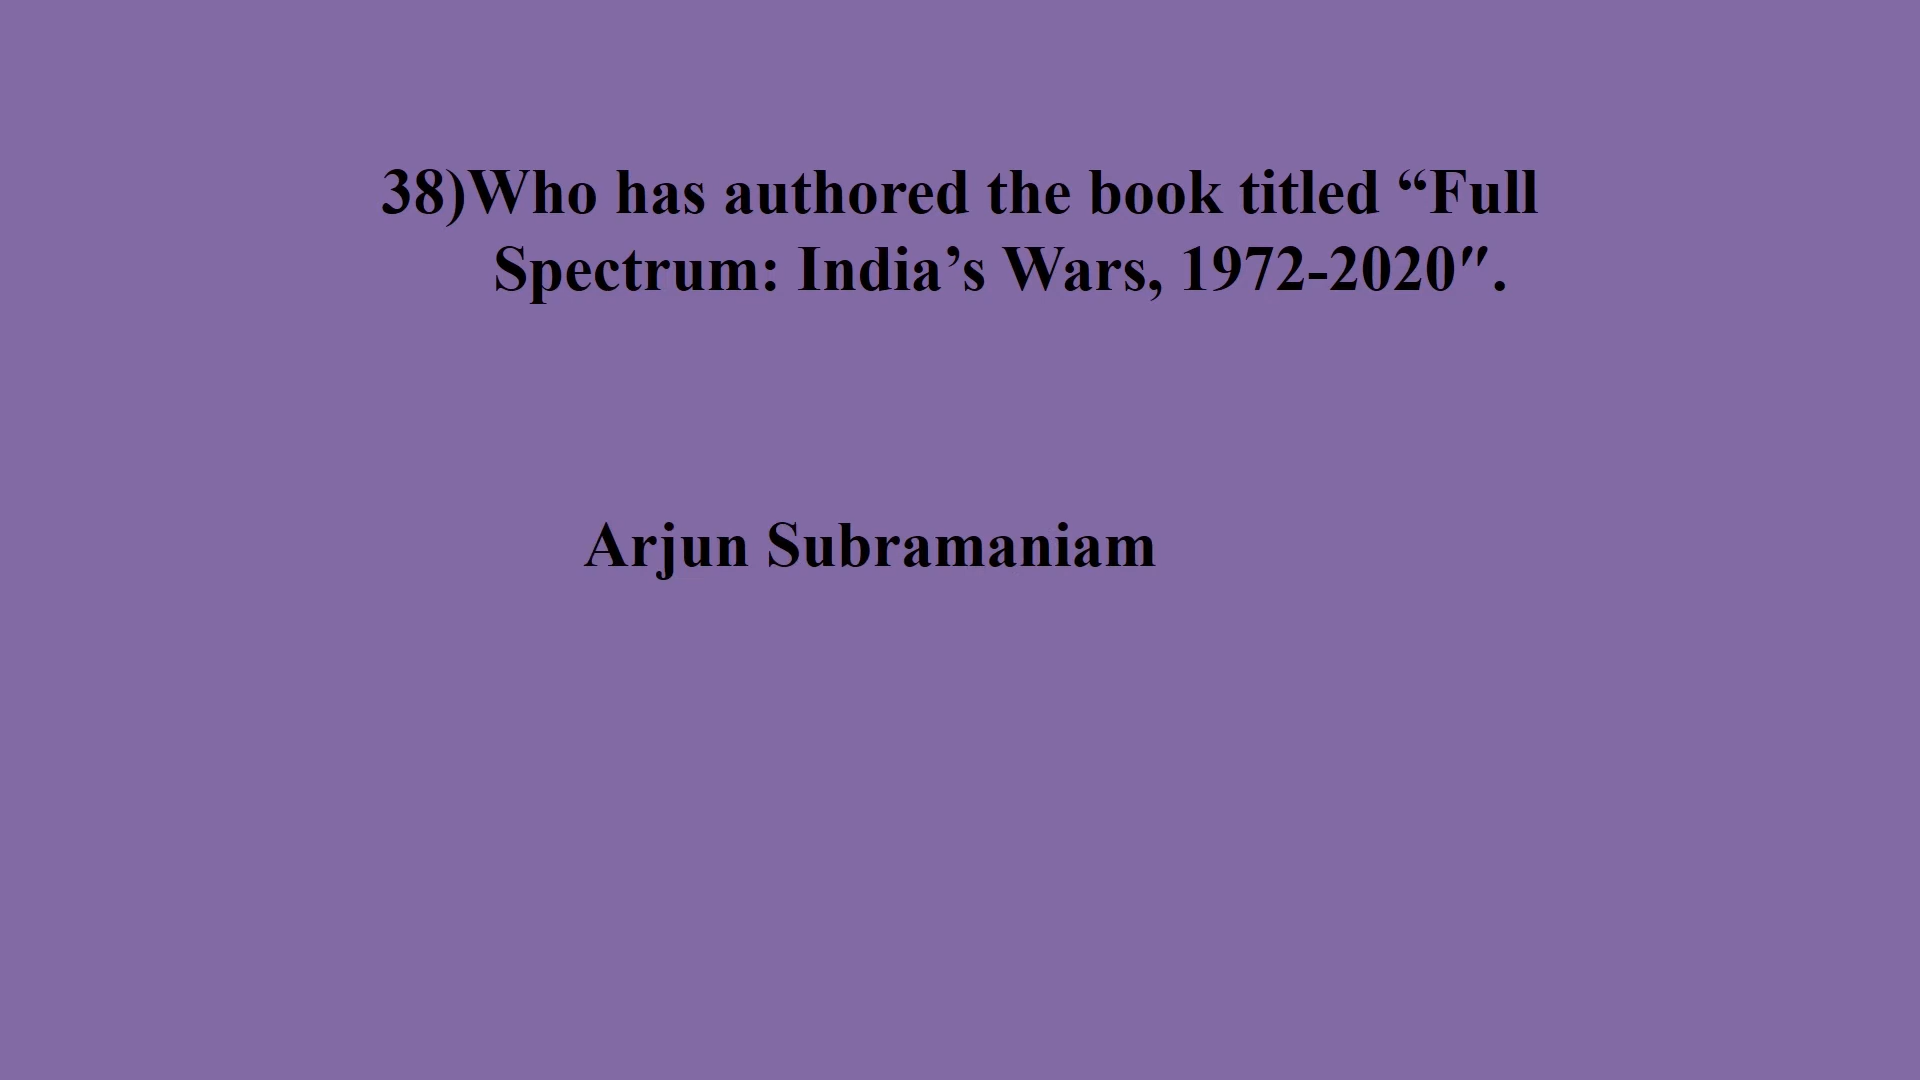 38)Who has authored the book titled “Full
Spectrum: India’s Wars, 1972-2020″.
Arjun Subramaniam